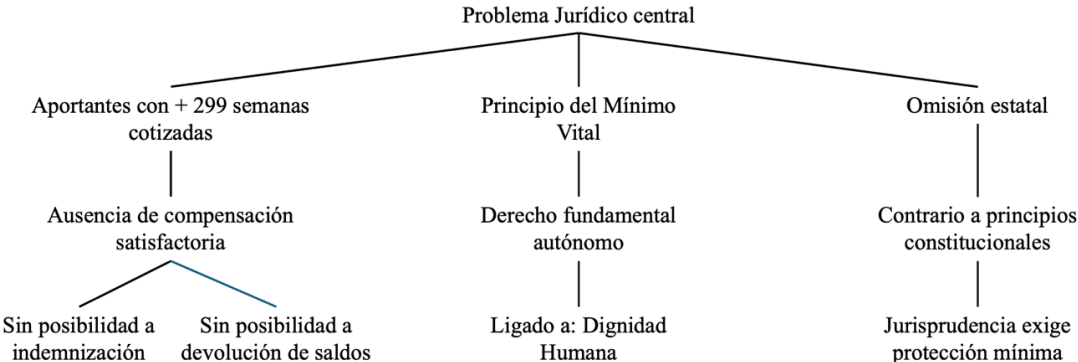 Problema Jurídico central
Aportantes con + 299 semanas
cotizadas
Principio del Mínimo
Vital
Omisión estatal
Ausencia de compensación
satisfactoria
Derecho fundamental
autónomo
Contrario a principios
constitucionales
Sin posibilidad a
indemnización
Sin posibilidad a
devolución de saldos
Ligado a: Dignidad
Humana
Jurisprudencia exige
protección mínima